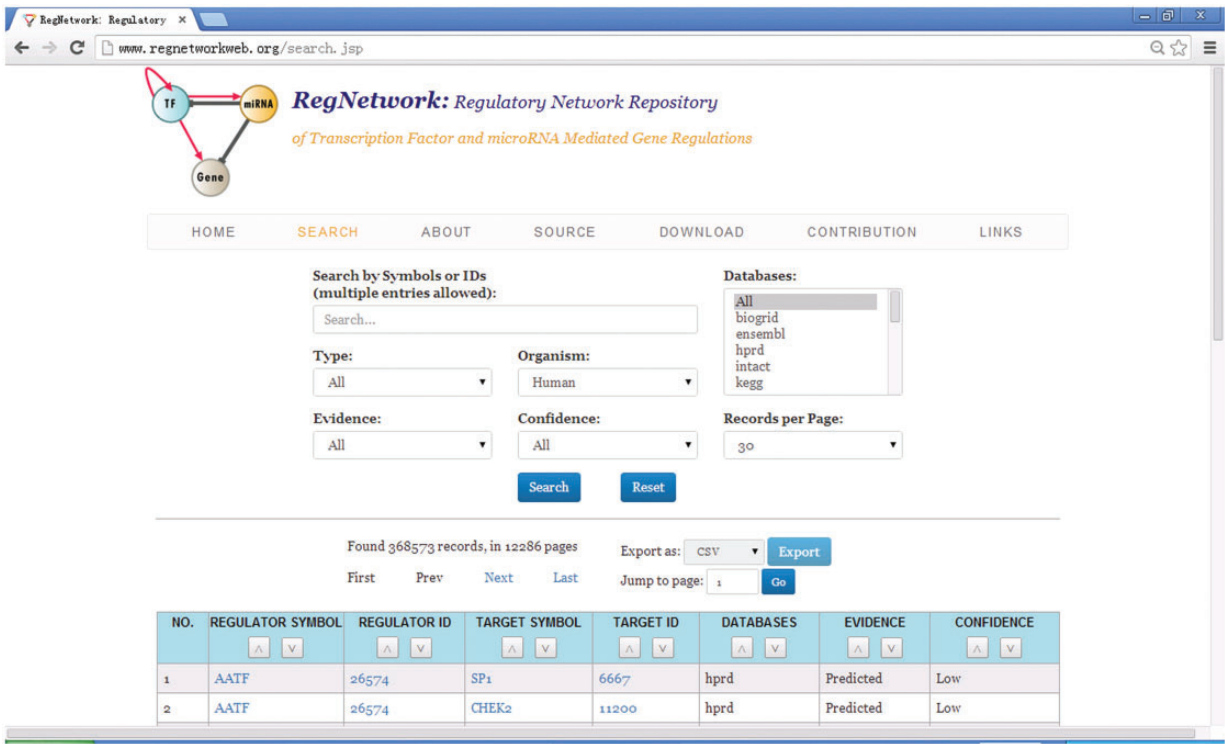 RegNetwork: Regulatory ×
www.regnetworkweb.org/search.jsp
TF
miRNA
Gene
RegNetwork: Regulatory Network Repository
of Transcription Factor and microRNA Mediated Gene Regulations
HOME SEARCH ABOUT SOURCE DOWNLOAD CONTRIBUTION LINKS
Search by Symbols or IDs
(multiple entries allowed):
Search...
Databases:
All
biogrid
ensembl
hprd
intact
kegg
Type: Organism:
All Human
Evidence: Confidence: Records per Page:
All All 30
Search Reset
Found 368573 records, in 12286 pages
Export as: CSV Export
First Prev Next Last
Jump to page: 1 Go
NO. REGULATOR SYMBOL REGULATOR ID TARGET SYMBOL TARGET ID DATABASES EVIDENCE CONFIDENCE
1 AATF 26574 SP1 6667 hprd Predicted Low
2 AATF 26574 CHEK2 11200 hprd Predicted Low